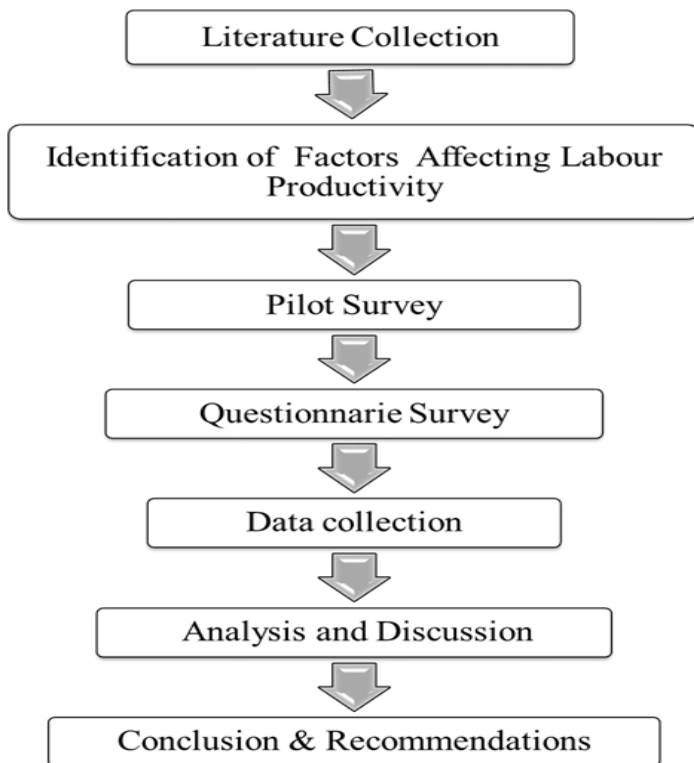 Literature Collection
Identification of Factors Affecting Labour
Productivity
Pilot Survey
Questionnarie Survey
Data collection
Analysis and Discussion
Conclusion & Recommendations